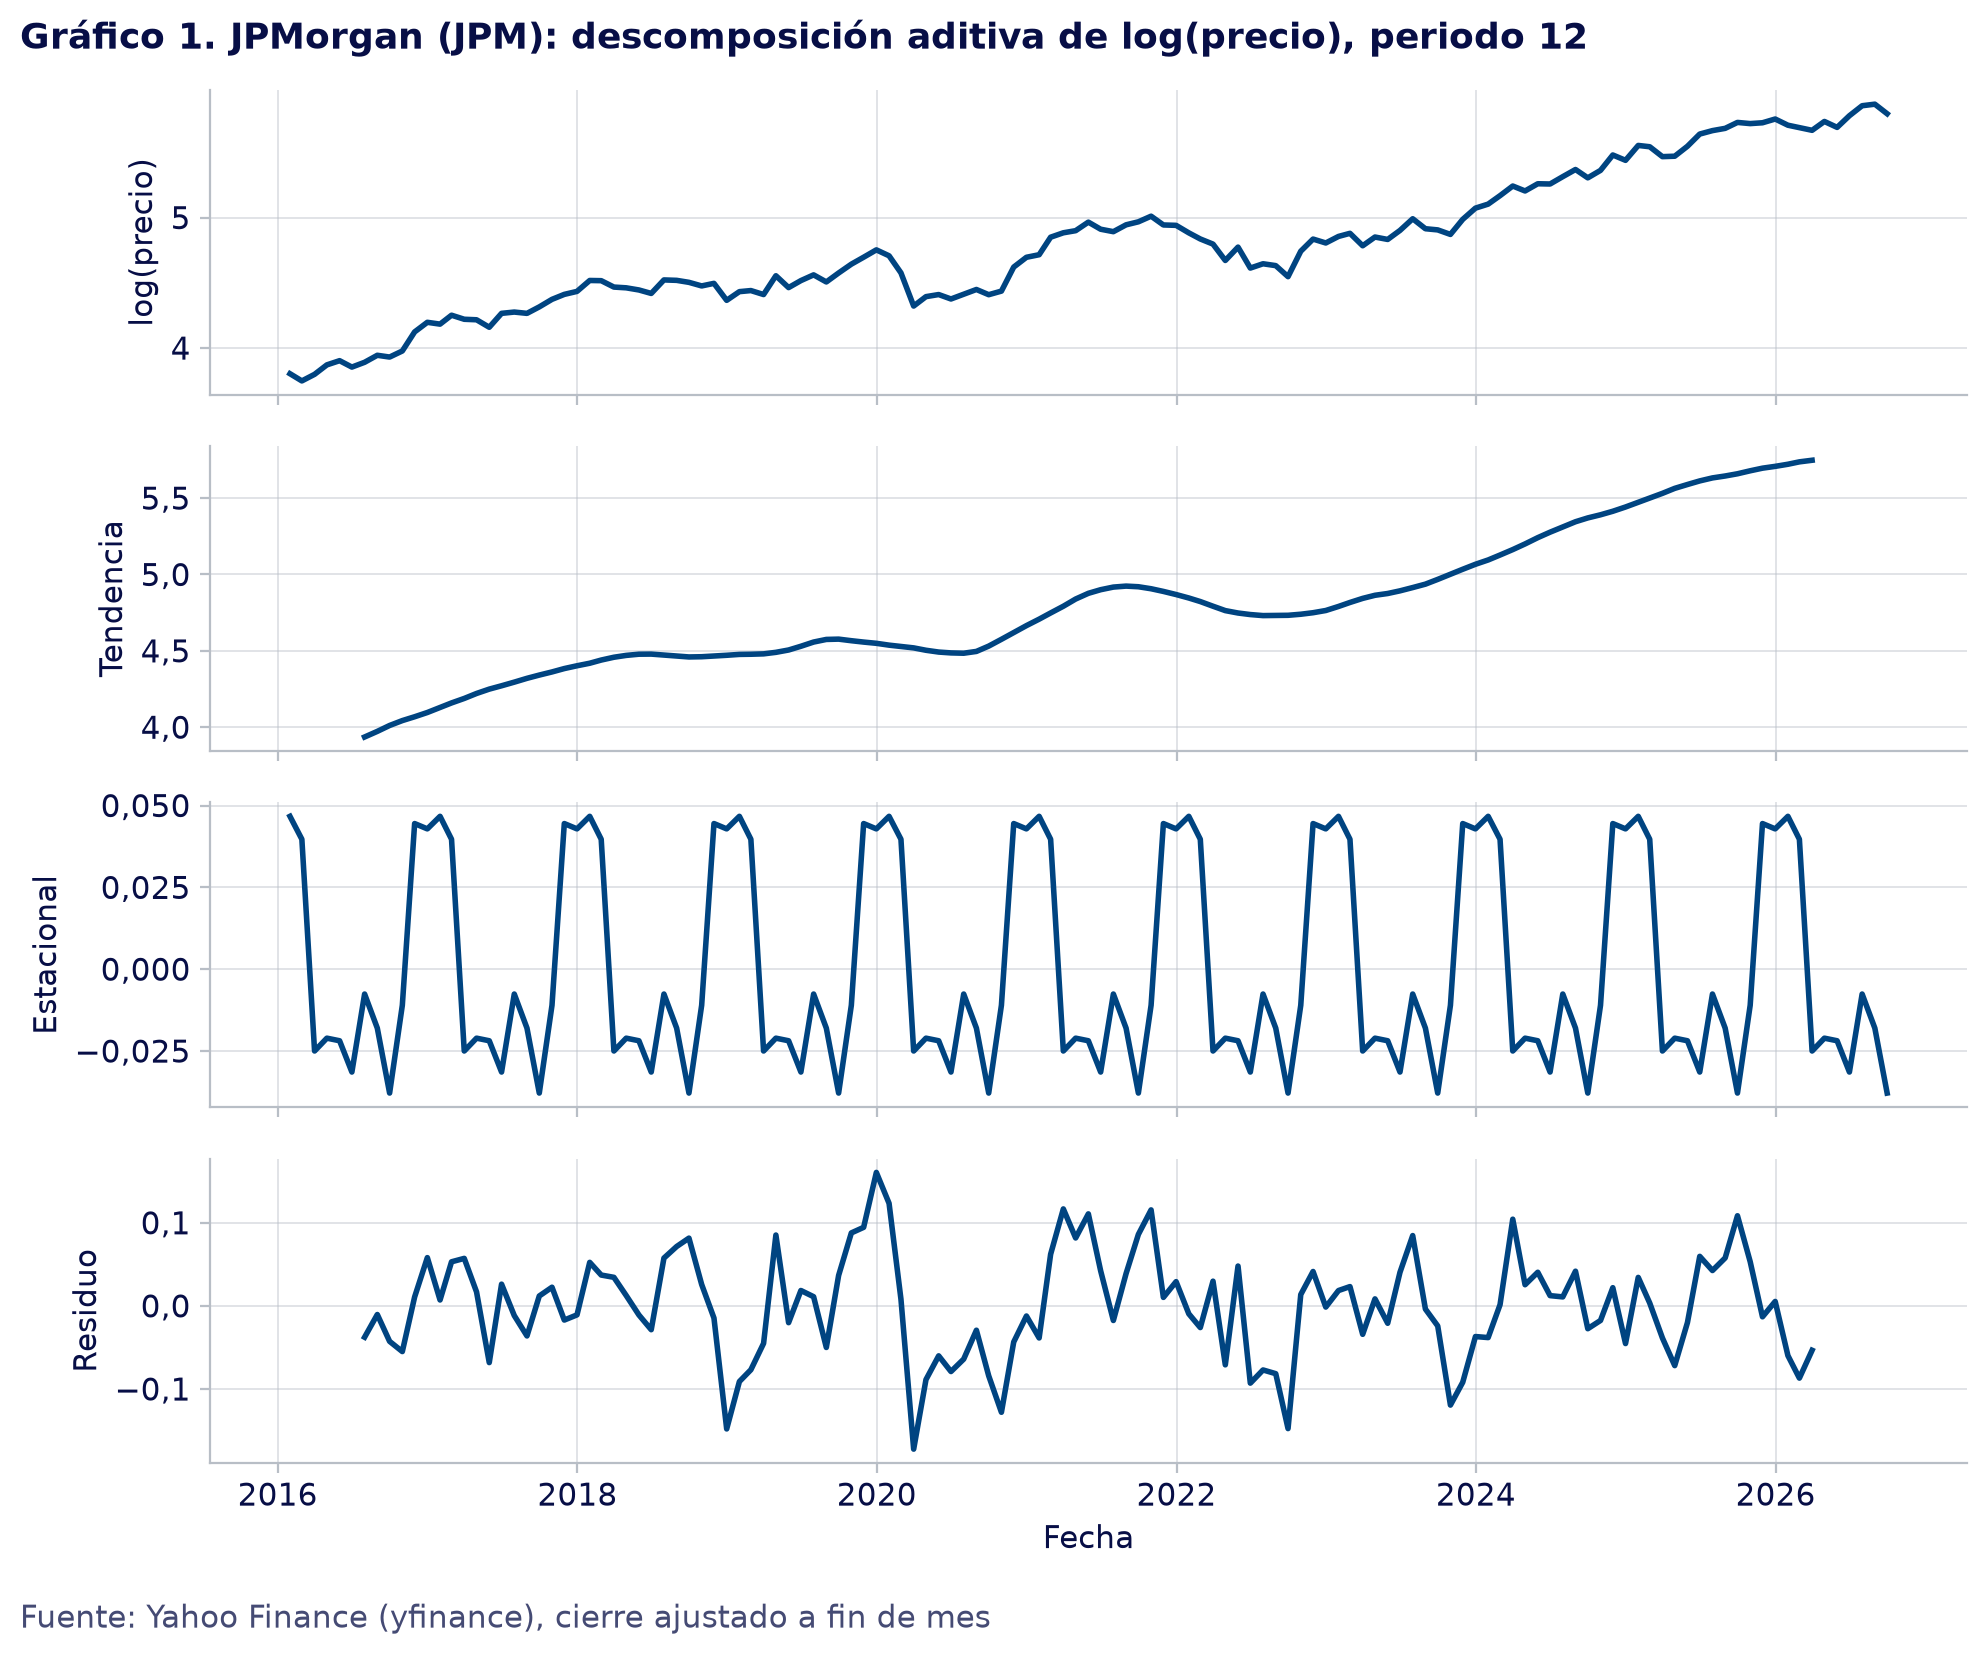 Gráfico 1. JPMorgan (JPM): descomposición aditiva de log(precio), periodo 12
log(precio)
5
4
Tendencia
5,5
5,0
4,5
4,0
Estacional
0,050
0,025
0,000
−0,025
Residuo
0,1
0,0
−0,1
2016 2018 2020 2022 2024 2026
Fecha
Fuente: Yahoo Finance (yfinance), cierre ajustado a fin de mes